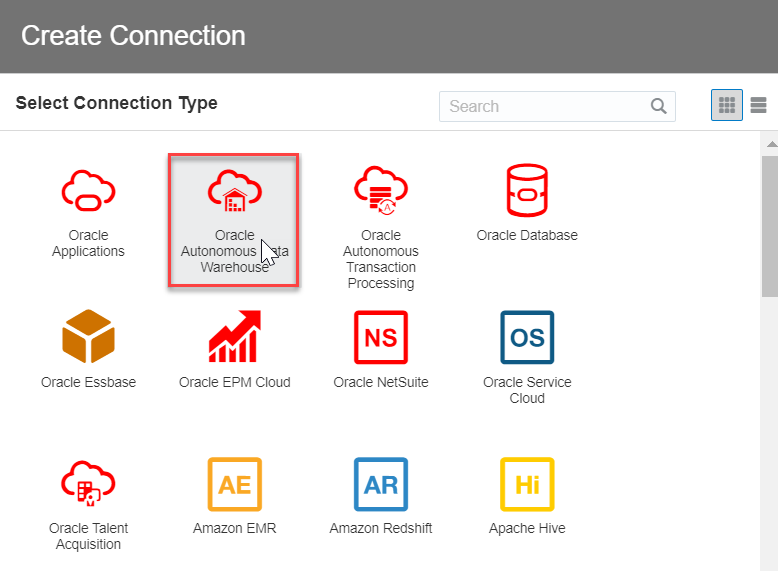 Create Connection
Select Connection Type
Search
Oracle
Applications
Oracle
Autonomous Data
Warehouse
A
Oracle
Autonomous
Transaction
Processing
Oracle Database
Oracle Essbase
Oracle EPM Cloud
NS
Oracle NetSuite
OS
Oracle Service
Cloud
Oracle Talent
Acquisition
AE
Amazon EMR
AR
Amazon Redshift
Hi
Apache Hive